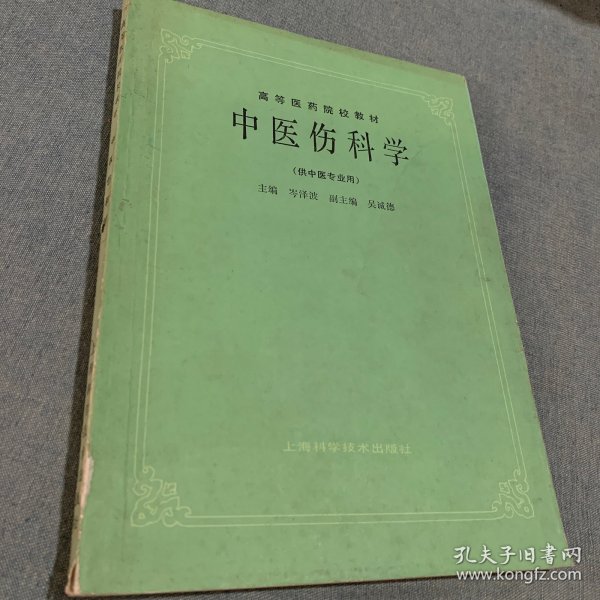 高等医药院校教材
中医伤科学
(供中医专业用)
主编 岑泽波 副主编 吴诚德
上海科学技术出版社
孔夫子旧书网
www.kongfz.com